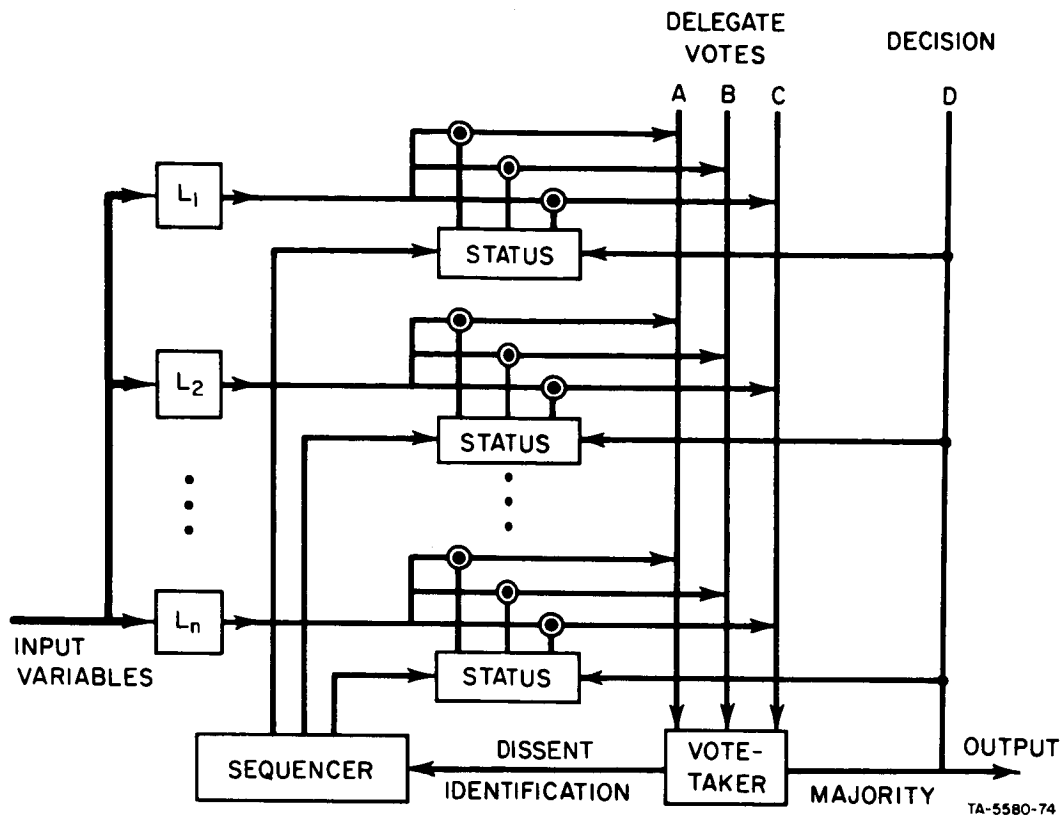 DELEGATE
VOTES
DECISION
A B C D
L1
STATUS
L2
STATUS
Ln
INPUT
VARIABLES
STATUS
SEQUENCER
DISSENT
IDENTIFICATION
VOTE-
TAKER
MAJORITY
OUTPUT
TA-5580-74